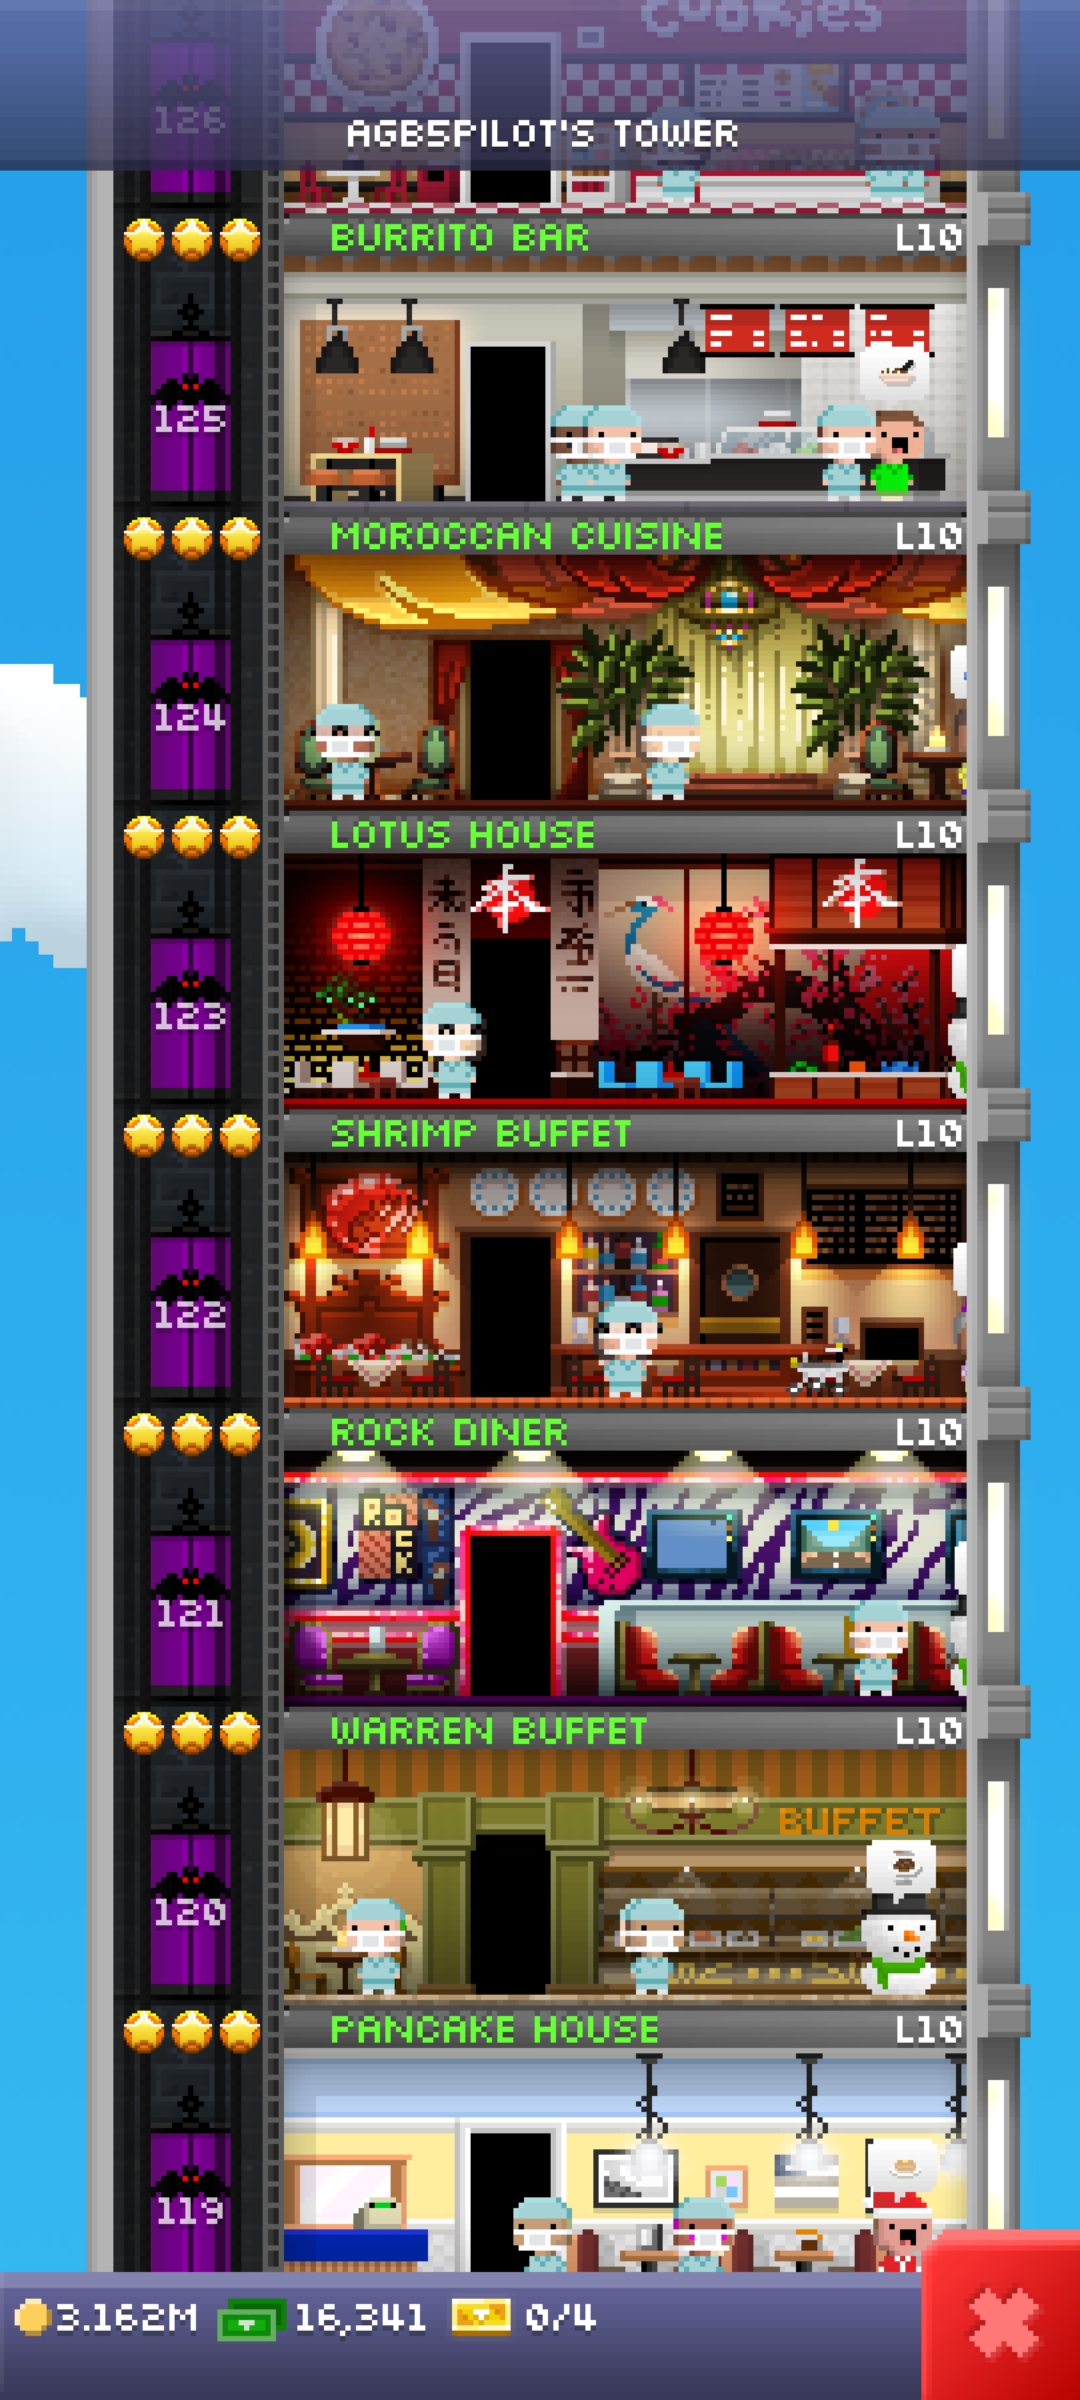 COOKIES
126
AGB5PILOT'S TOWER
BURRITO BAR L10
125
MOROCCAN CUISINE L10
124
LOTUS HOUSE L10
123
SHRIMP BUFFET L10
122
ROCK DINER L10
ROCK
121
WARREN BUFFET L10
BUFFET
120
PANCAKE HOUSE L10
119
3.162M 16,341 0/4